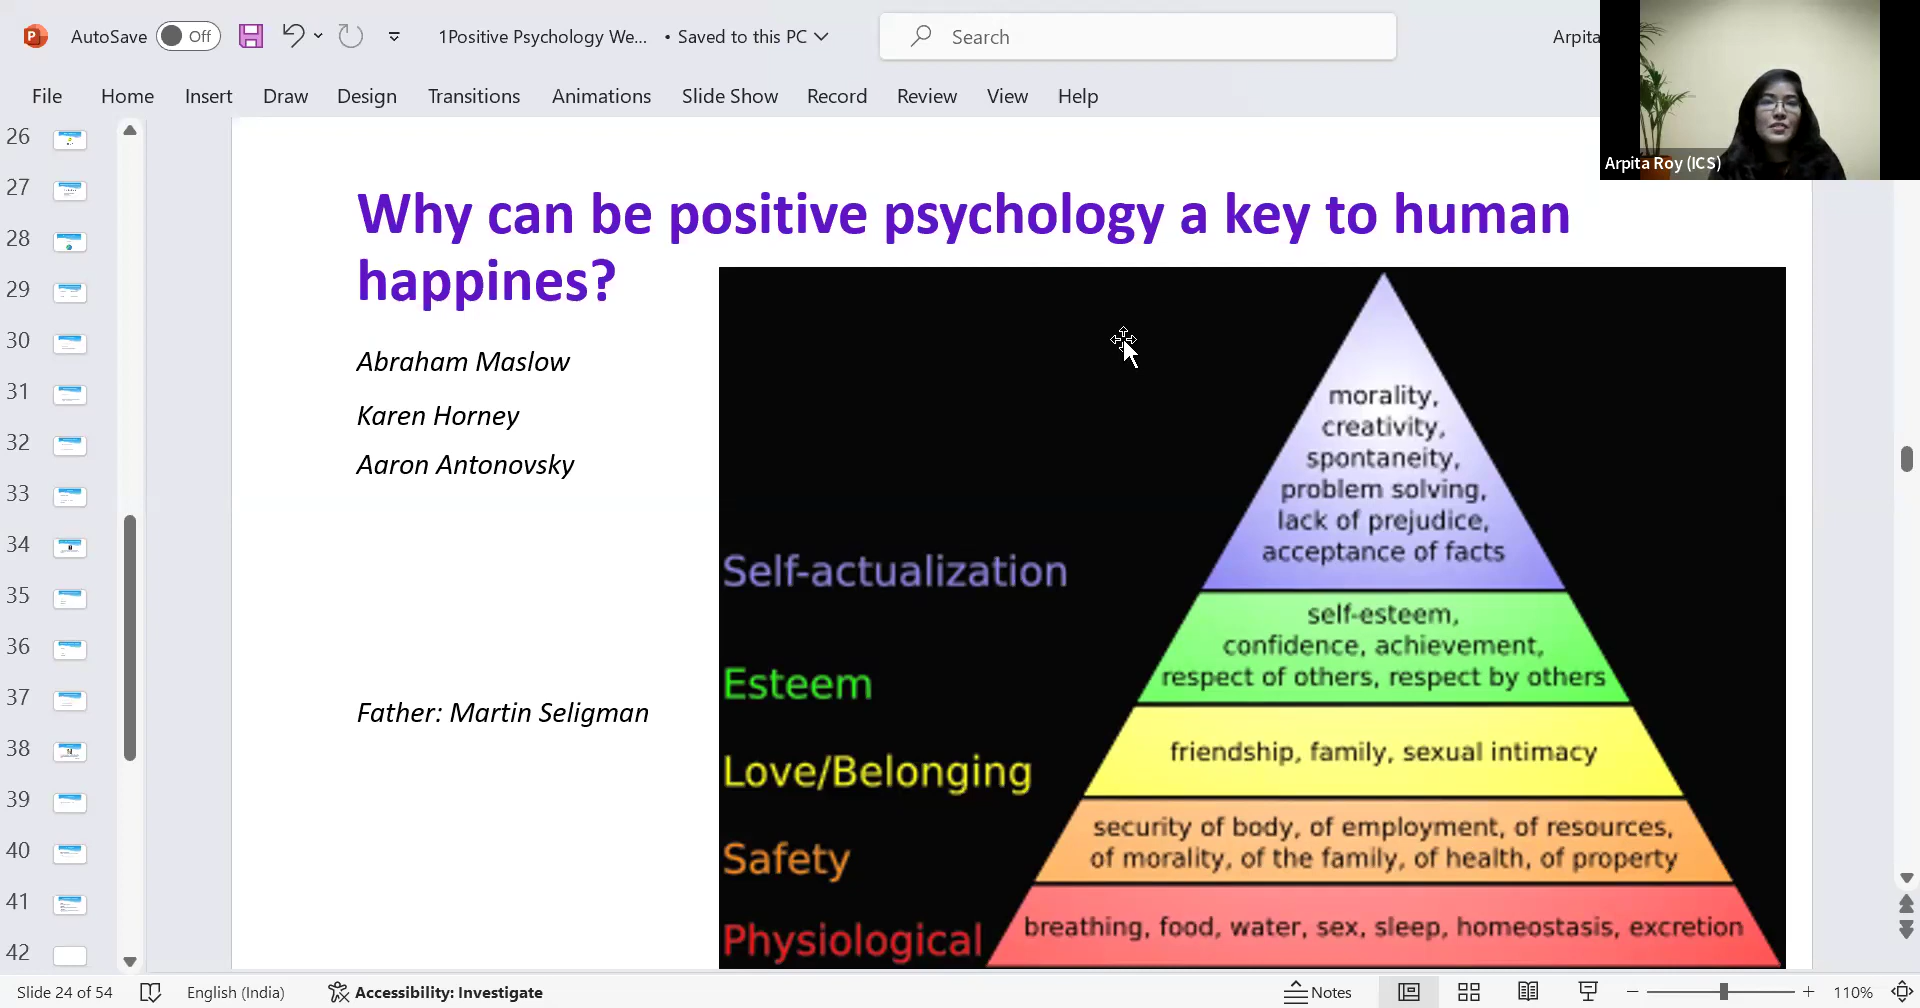 AutoSave Off 1Positive Psychology We... • Saved to this PC Search Arpita
File Home Insert Draw Design Transitions Animations Slide Show Record Review View Help
Arpita Roy (ICS)
26
27
28
29
30
31
32
33
34
35
36
37
38
39
40
41
42
Why can be positive psychology a key to human
happines?
Abraham Maslow
Karen Horney
Aaron Antonovsky
Father: Martin Seligman
morality,
creativity,
spontaneity,
problem solving,
lack of prejudice,
acceptance of facts
Self-actualization
self-esteem,
confidence, achievement,
respect of others, respect by others
Esteem
friendship, family, sexual intimacy
Love/Belonging
security of body, of employment, of resources,
of morality, of the family, of health, of property
Safety
breathing, food, water, sex, sleep, homeostasis, excretion
Physiological
Slide 24 of 54 English (India) Accessibility: Investigate Notes 110%